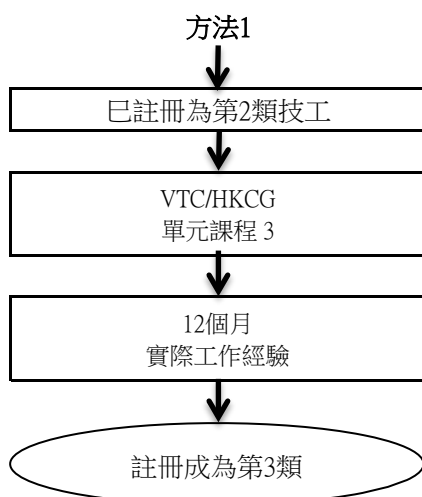 方法1
巳註冊為第2類技工
VTC/HKCG
單元課程 3
12個月
實際工作經驗
註冊成為第3類